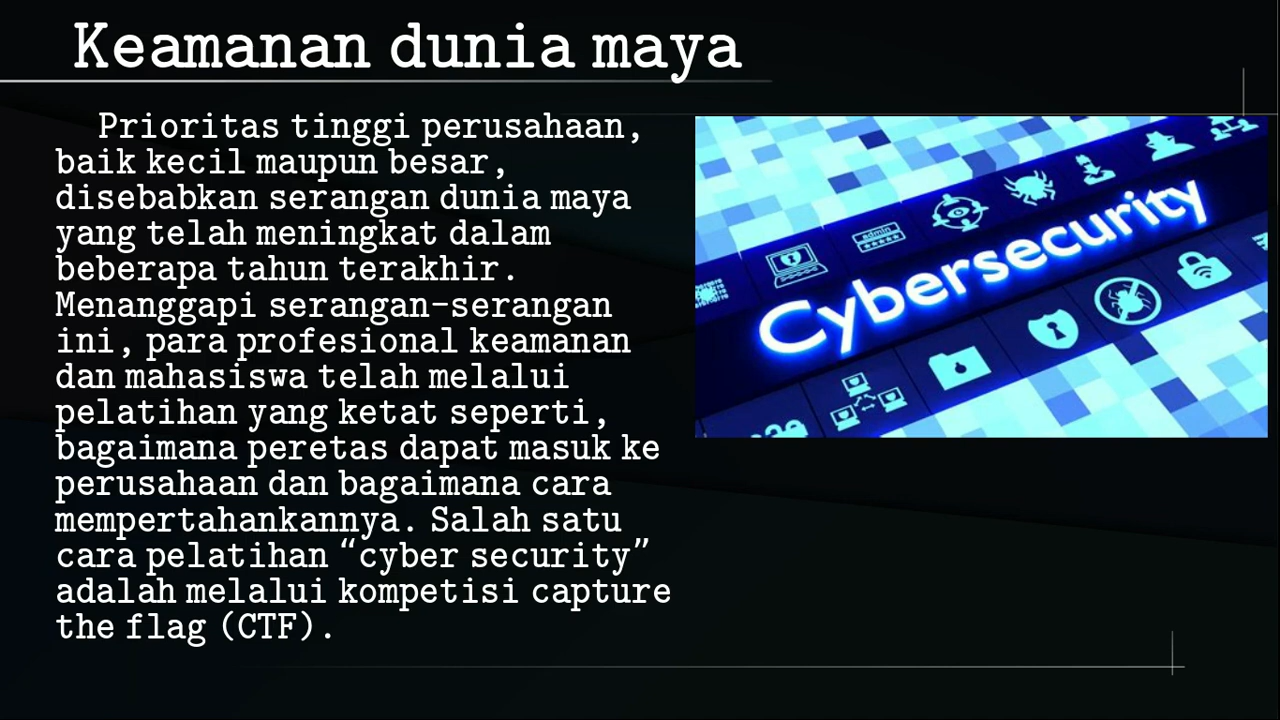 Keamanan dunia maya
Prioritas tinggi perusahaan,
baik kecil maupun besar,
disebabkan serangan dunia maya
yang telah meningkat dalam
beberapa tahun terakhir.
Menanggapi serangan-serangan
ini, para profesional keamanan
dan mahasiswa telah melalui
pelatihan yang ketat seperti,
bagaimana peretas dapat masuk ke
perusahaan dan bagaimana cara
mempertahankannya. Salah satu
cara pelatihan “cyber security”
adalah melalui kompetisi capture
the flag (CTF).
admin
Cybersecurity